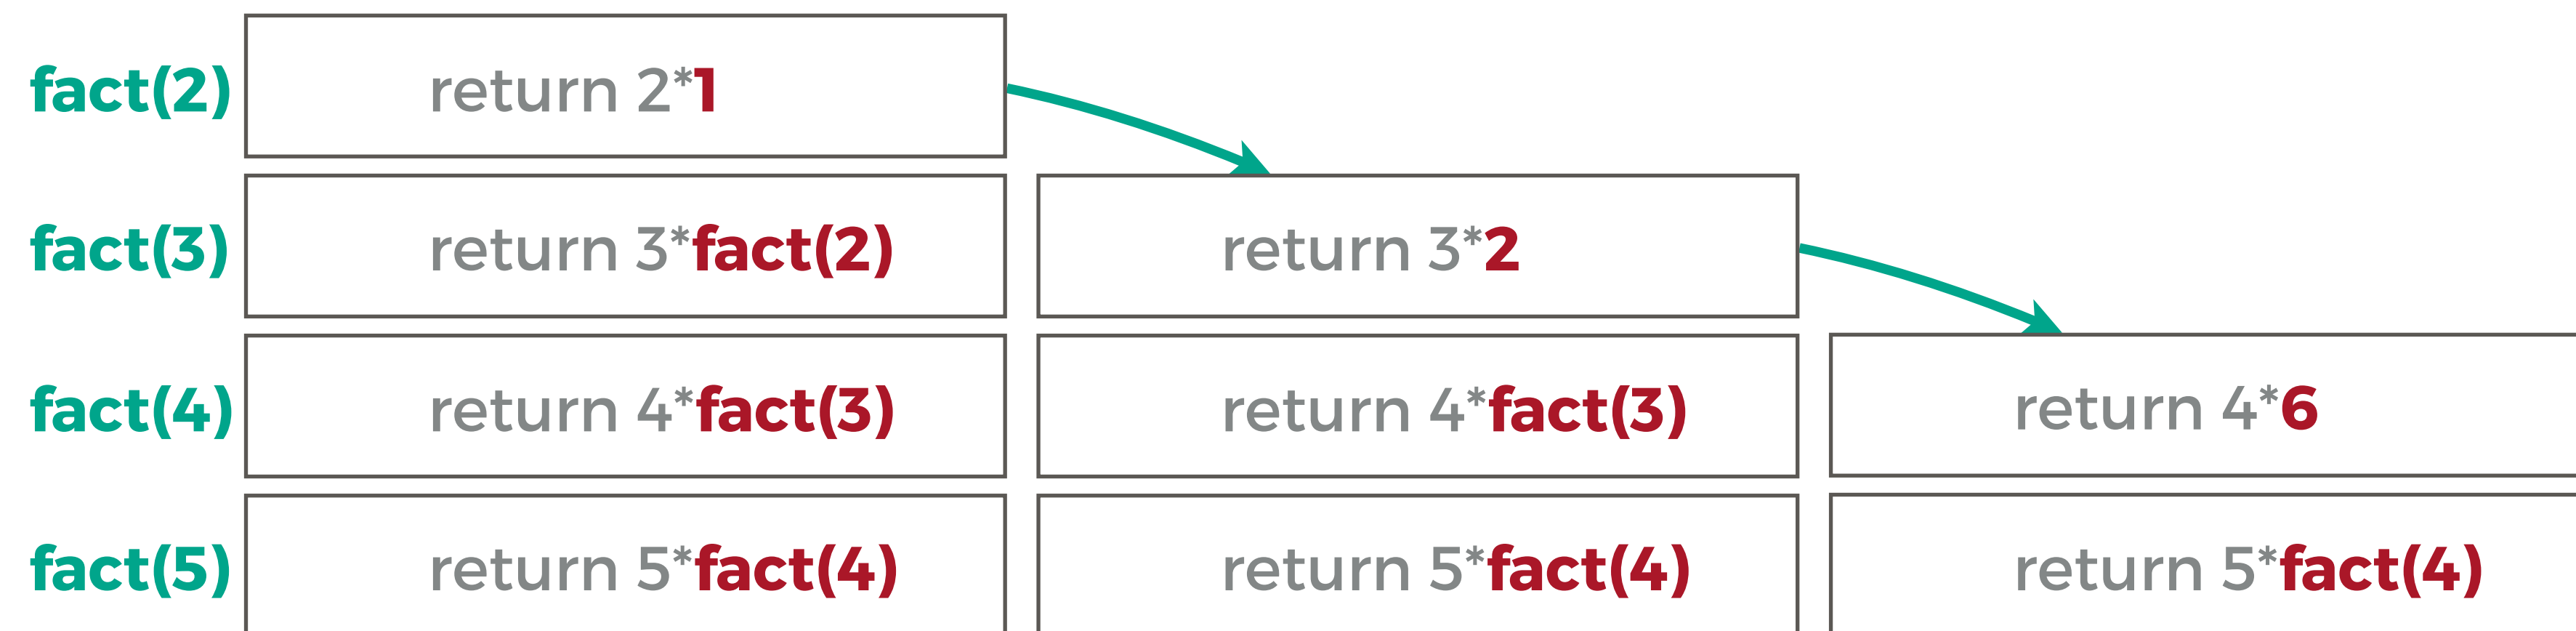 fact(2) return 2*1
fact(3) return 3*fact(2) return 3*2
fact(4) return 4*fact(3) return 4*fact(3) return 4*6
fact(5) return 5*fact(4) return 5*fact(4) return 5*fact(4)